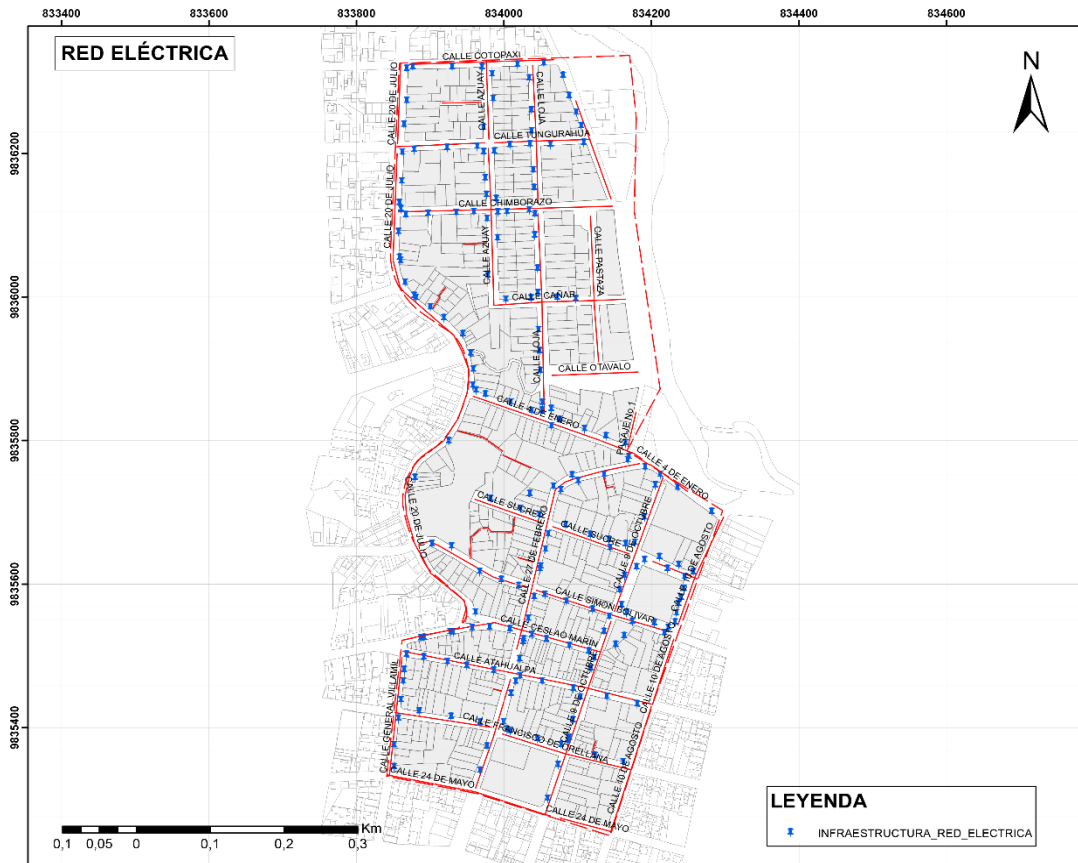 833400
833600
833800
834000
834200
834400
834600
RED ELÉCTRICA
N
CALLE COTOPAXI
CALLE 20 DE JULIO
CALLE AZUAY
CALLE LOJA
CALLE TUNGURAHUA
9836200
CALLE 20 DE JULIO
CALLE CHIMBORAZO
CALLE AZUAY
CALLE PASTAZA
CALLE CAÑAR
9836000
CALLE LOJA
CALLE OTAVALO
CALLE 4 DE ENERO
PASAJE No 1
9835800
CALLE 4 DE ENERO
CALLE 20 DE JULIO
CALLE SUCRE
CALLE SUCRE
CALLE 27 DE FEBRERO
CALLE 9 DE OCTUBRE
CALLE 10 DE AGOSTO
9835600
CALLE SIMON BOLIVAR
CALLE CESLAO MARIN
CALLE ATAHUALPA
CALLE 9 DE OCTUBRE
CALLE 10 DE AGOSTO
CALLE GENERAL VILLAMIL
9835400
CALLE FRANCISCO DE ORELLANA
CALLE 10 DE AGOSTO
CALLE 24 DE MAYO
CALLE 24 DE MAYO
LEYENDA
INFRAESTRUCTURA_RED_ELECTRICA
Km
0,1 0,05 0 0,1 0,2 0,3